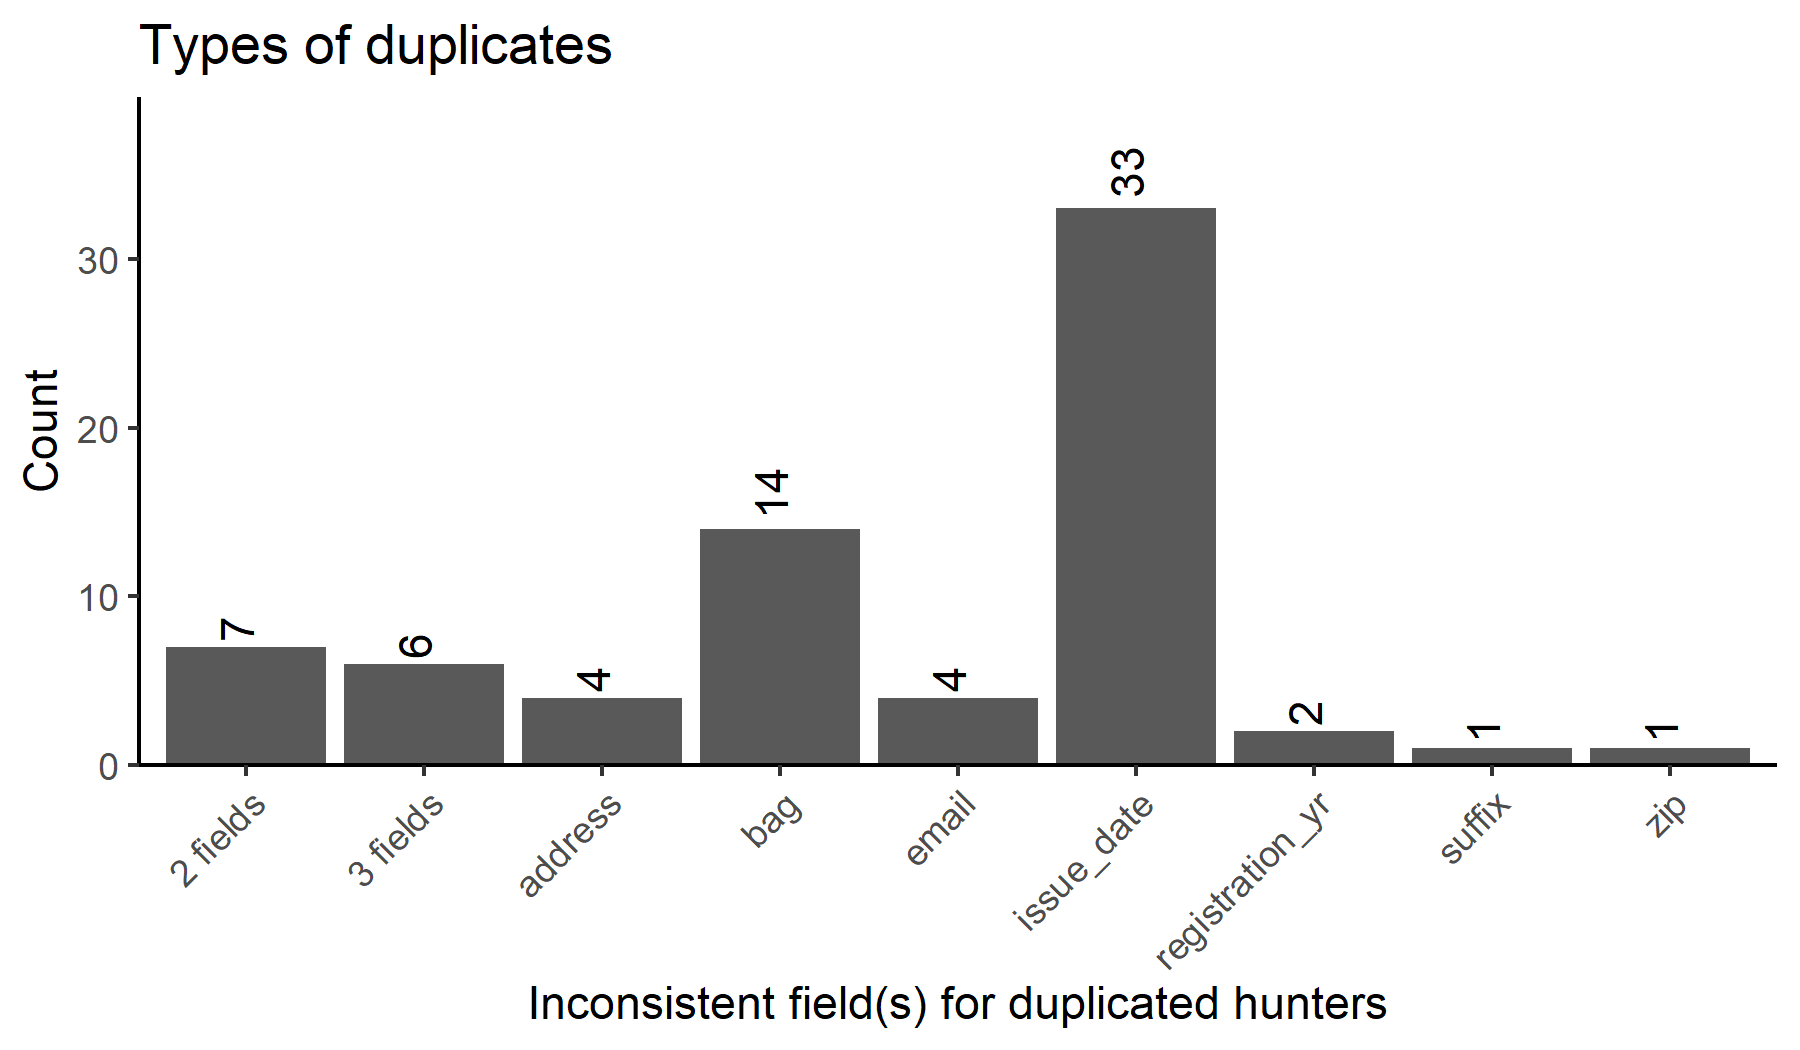 Types of duplicates
Count
30
20
10
0
7
6
4
14
4
33
2
1
1
2 fields
3 fields
address
bag
email
issue_date
registration_yr
suffix
zip
Inconsistent field(s) for duplicated hunters